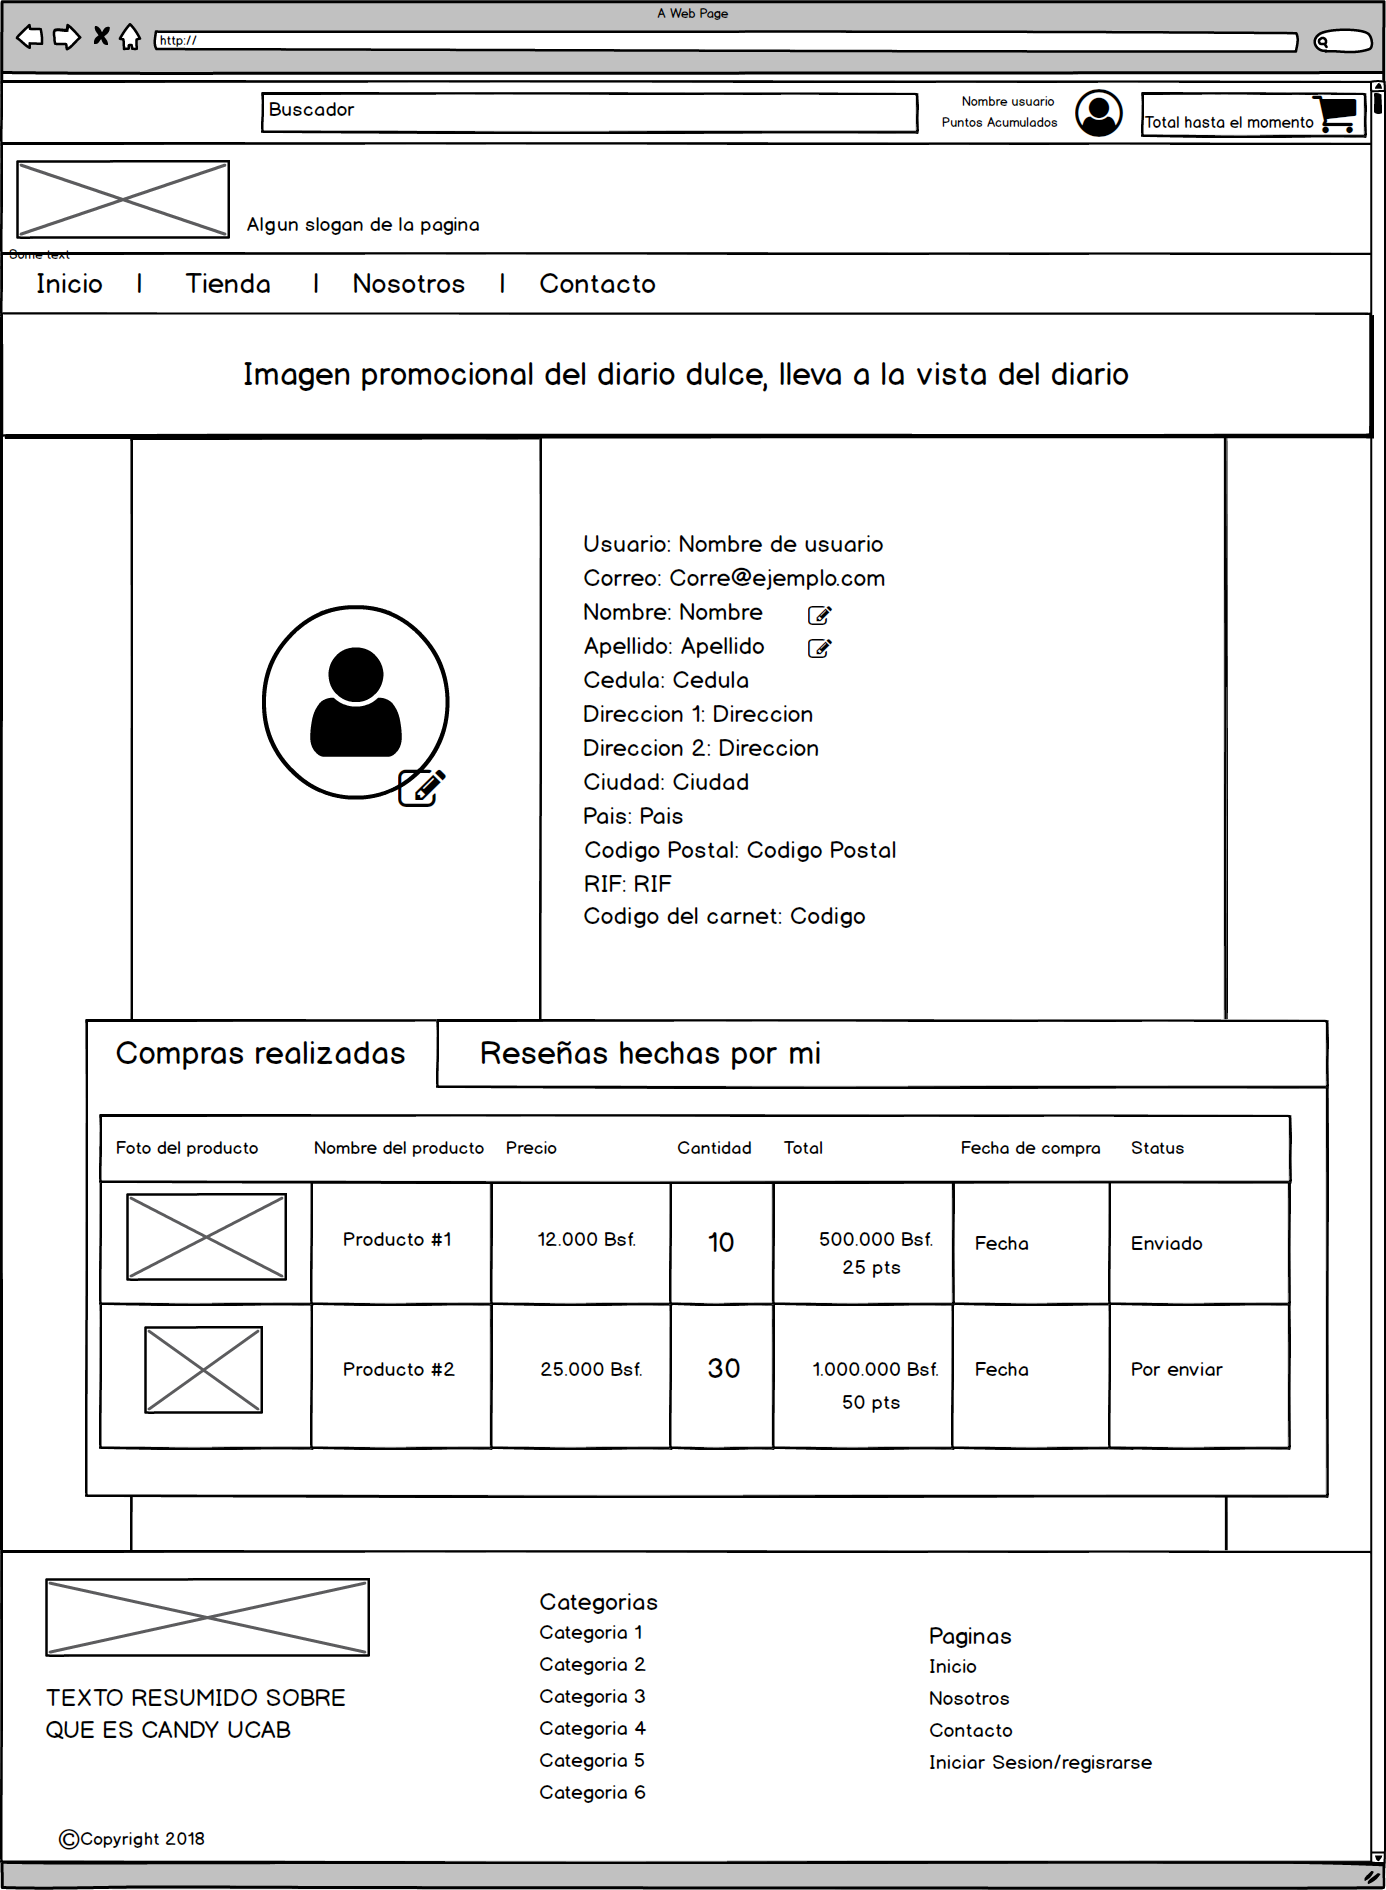 A Web Page
http://
Buscador
Nombre usuario
Puntos Acumulados
Total hasta el momento
Algun slogan de la pagina
Some text
Inicio | Tienda | Nosotros | Contacto
Imagen promocional del diario dulce, lleva a la vista del diario
Usuario: Nombre de usuario
Correo: Corre@ejemplo.com
Nombre: Nombre
Apellido: Apellido
Cedula: Cedula
Direccion 1: Direccion
Direccion 2: Direccion
Ciudad: Ciudad
Pais: Pais
Codigo Postal: Codigo Postal
RIF: RIF
Codigo del carnet: Codigo
Compras realizadas Reseñas hechas por mi
Foto del producto Nombre del producto Precio Cantidad Total Fecha de compra Status
Producto #1 12.000 Bsf. 10 500.000 Bsf. Fecha Enviado
25 pts
Producto #2 25.000 Bsf. 30 1.000.000 Bsf. Fecha Por enviar
50 pts
TEXTO RESUMIDO SOBRE
QUE ES CANDY UCAB
Categorias
Categoria 1
Categoria 2
Categoria 3
Categoria 4
Categoria 5
Categoria 6
Paginas
Inicio
Nosotros
Contacto
Iniciar Sesion/regisrarse
©Copyright 2018